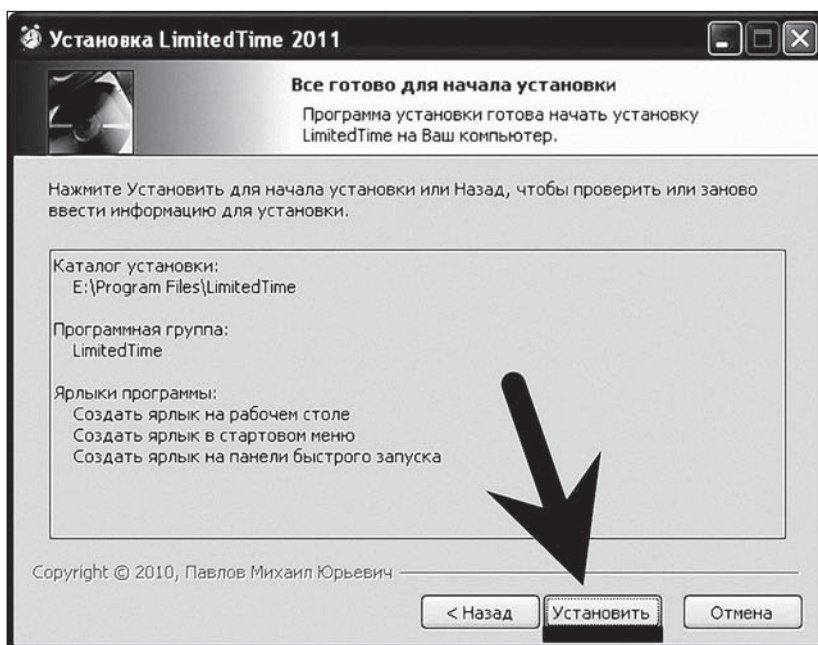 Установка LimitedTime 2011
Все готово для начала установки
Программа установки готова начать установку
LimitedTime на Ваш компьютер.
Нажмите Установить для начала установки или Назад, чтобы проверить или заново
ввести информацию для установки.
Каталог установки:
E:\Program Files\LimitedTime
Программная группа:
LimitedTime
Ярлыки программы:
Создать ярлык на рабочем столе
Создать ярлык в стартовом меню
Создать ярлык на панели быстрого запуска
Copyright © 2010, Павлов Михаил Юрьевич
< Назад Установить Отмена